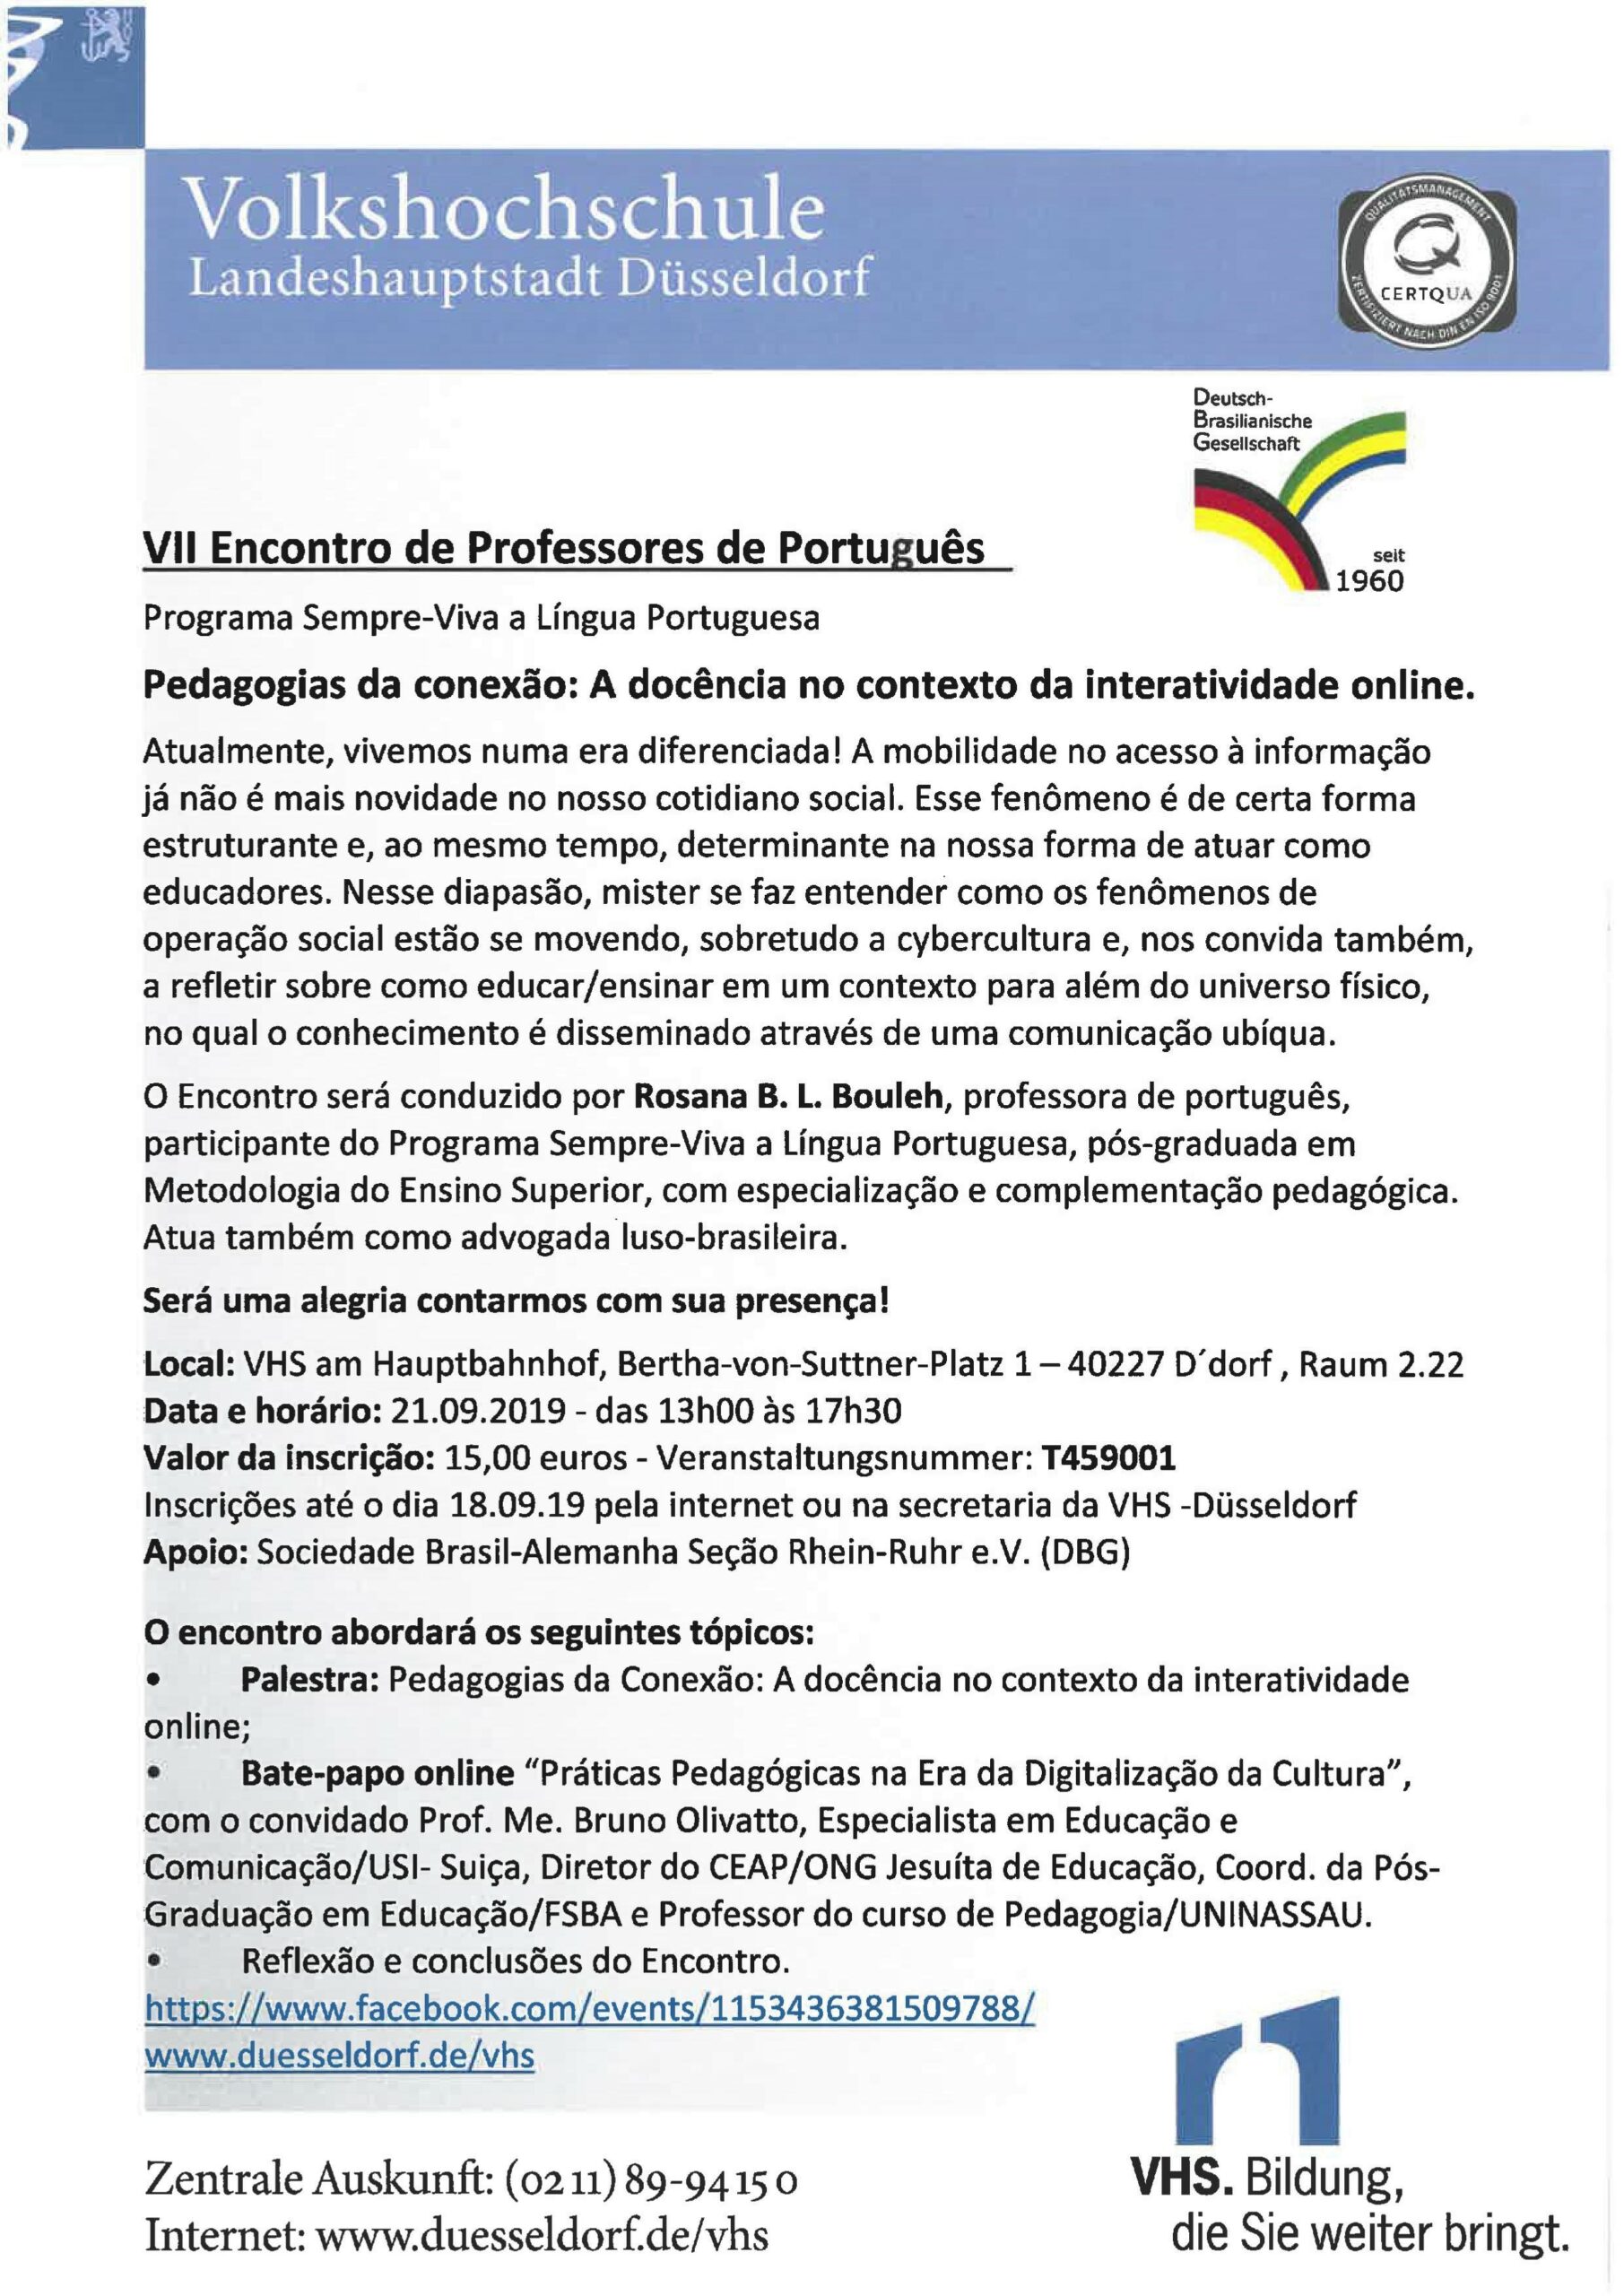 Volkshochschule
Landeshauptstadt Düsseldorf
QUALITÄTSMANAGEMENT
CERTQUA
ZERTIFIZIERT NACH DIN EN ISO 9001
Deutsch-
Brasilianische
Gesellschaft
seit
1960
VII Encontro de Professores de Português
Programa Sempre-Viva a Língua Portuguesa
Pedagogias da conexão: A docência no contexto da interatividade online.
Atualmente, vivemos numa era diferenciada! A mobilidade no acesso à informação
já não é mais novidade no nosso cotidiano social. Esse fenômeno é de certa forma
estruturante e, ao mesmo tempo, determinante na nossa forma de atuar como
educadores. Nesse diapasão, mister se faz entender como os fenômenos de
operação social estão se movendo, sobretudo a cybercultura e, nos convida também,
a refletir sobre como educar/ensinar em um contexto para além do universo físico,
no qual o conhecimento é disseminado através de uma comunicação ubíqua.
O Encontro será conduzido por Rosana B. L. Bouleh, professora de português,
participante do Programa Sempre-Viva a Língua Portuguesa, pós-graduada em
Metodologia do Ensino Superior, com especialização e complementação pedagógica.
Atua também como advogada luso-brasileira.
Será uma alegria contarmos com sua presença!
Local: VHS am Hauptbahnhof, Bertha-von-Suttner-Platz 1 – 40227 D´dorf , Raum 2.22
Data e horário: 21.09.2019 - das 13h00 às 17h30
Valor da inscrição: 15,00 euros - Veranstaltungsnummer: T459001
Inscrições até o dia 18.09.19 pela internet ou na secretaria da VHS -Düsseldorf
Apoio: Sociedade Brasil-Alemanha Seção Rhein-Ruhr e.V. (DBG)
O encontro abordará os seguintes tópicos:
• Palestra: Pedagogias da Conexão: A docência no contexto da interatividade
online;
• Bate-papo online “Práticas Pedagógicas na Era da Digitalização da Cultura”,
com o convidado Prof. Me. Bruno Olivatto, Especialista em Educação e
Comunicação/USI- Suiça, Diretor do CEAP/ONG Jesuíta de Educação, Coord. da Pós-
Graduação em Educação/FSBA e Professor do curso de Pedagogia/UNINASSAU.
• Reflexão e conclusões do Encontro.
https://www.facebook.com/events/1153436381509788/
www.duesseldorf.de/vhs
Zentrale Auskunft: (02 11) 89-94 15 0
Internet: www.duesseldorf.de/vhs
VHS. Bildung,
die Sie weiter bringt.